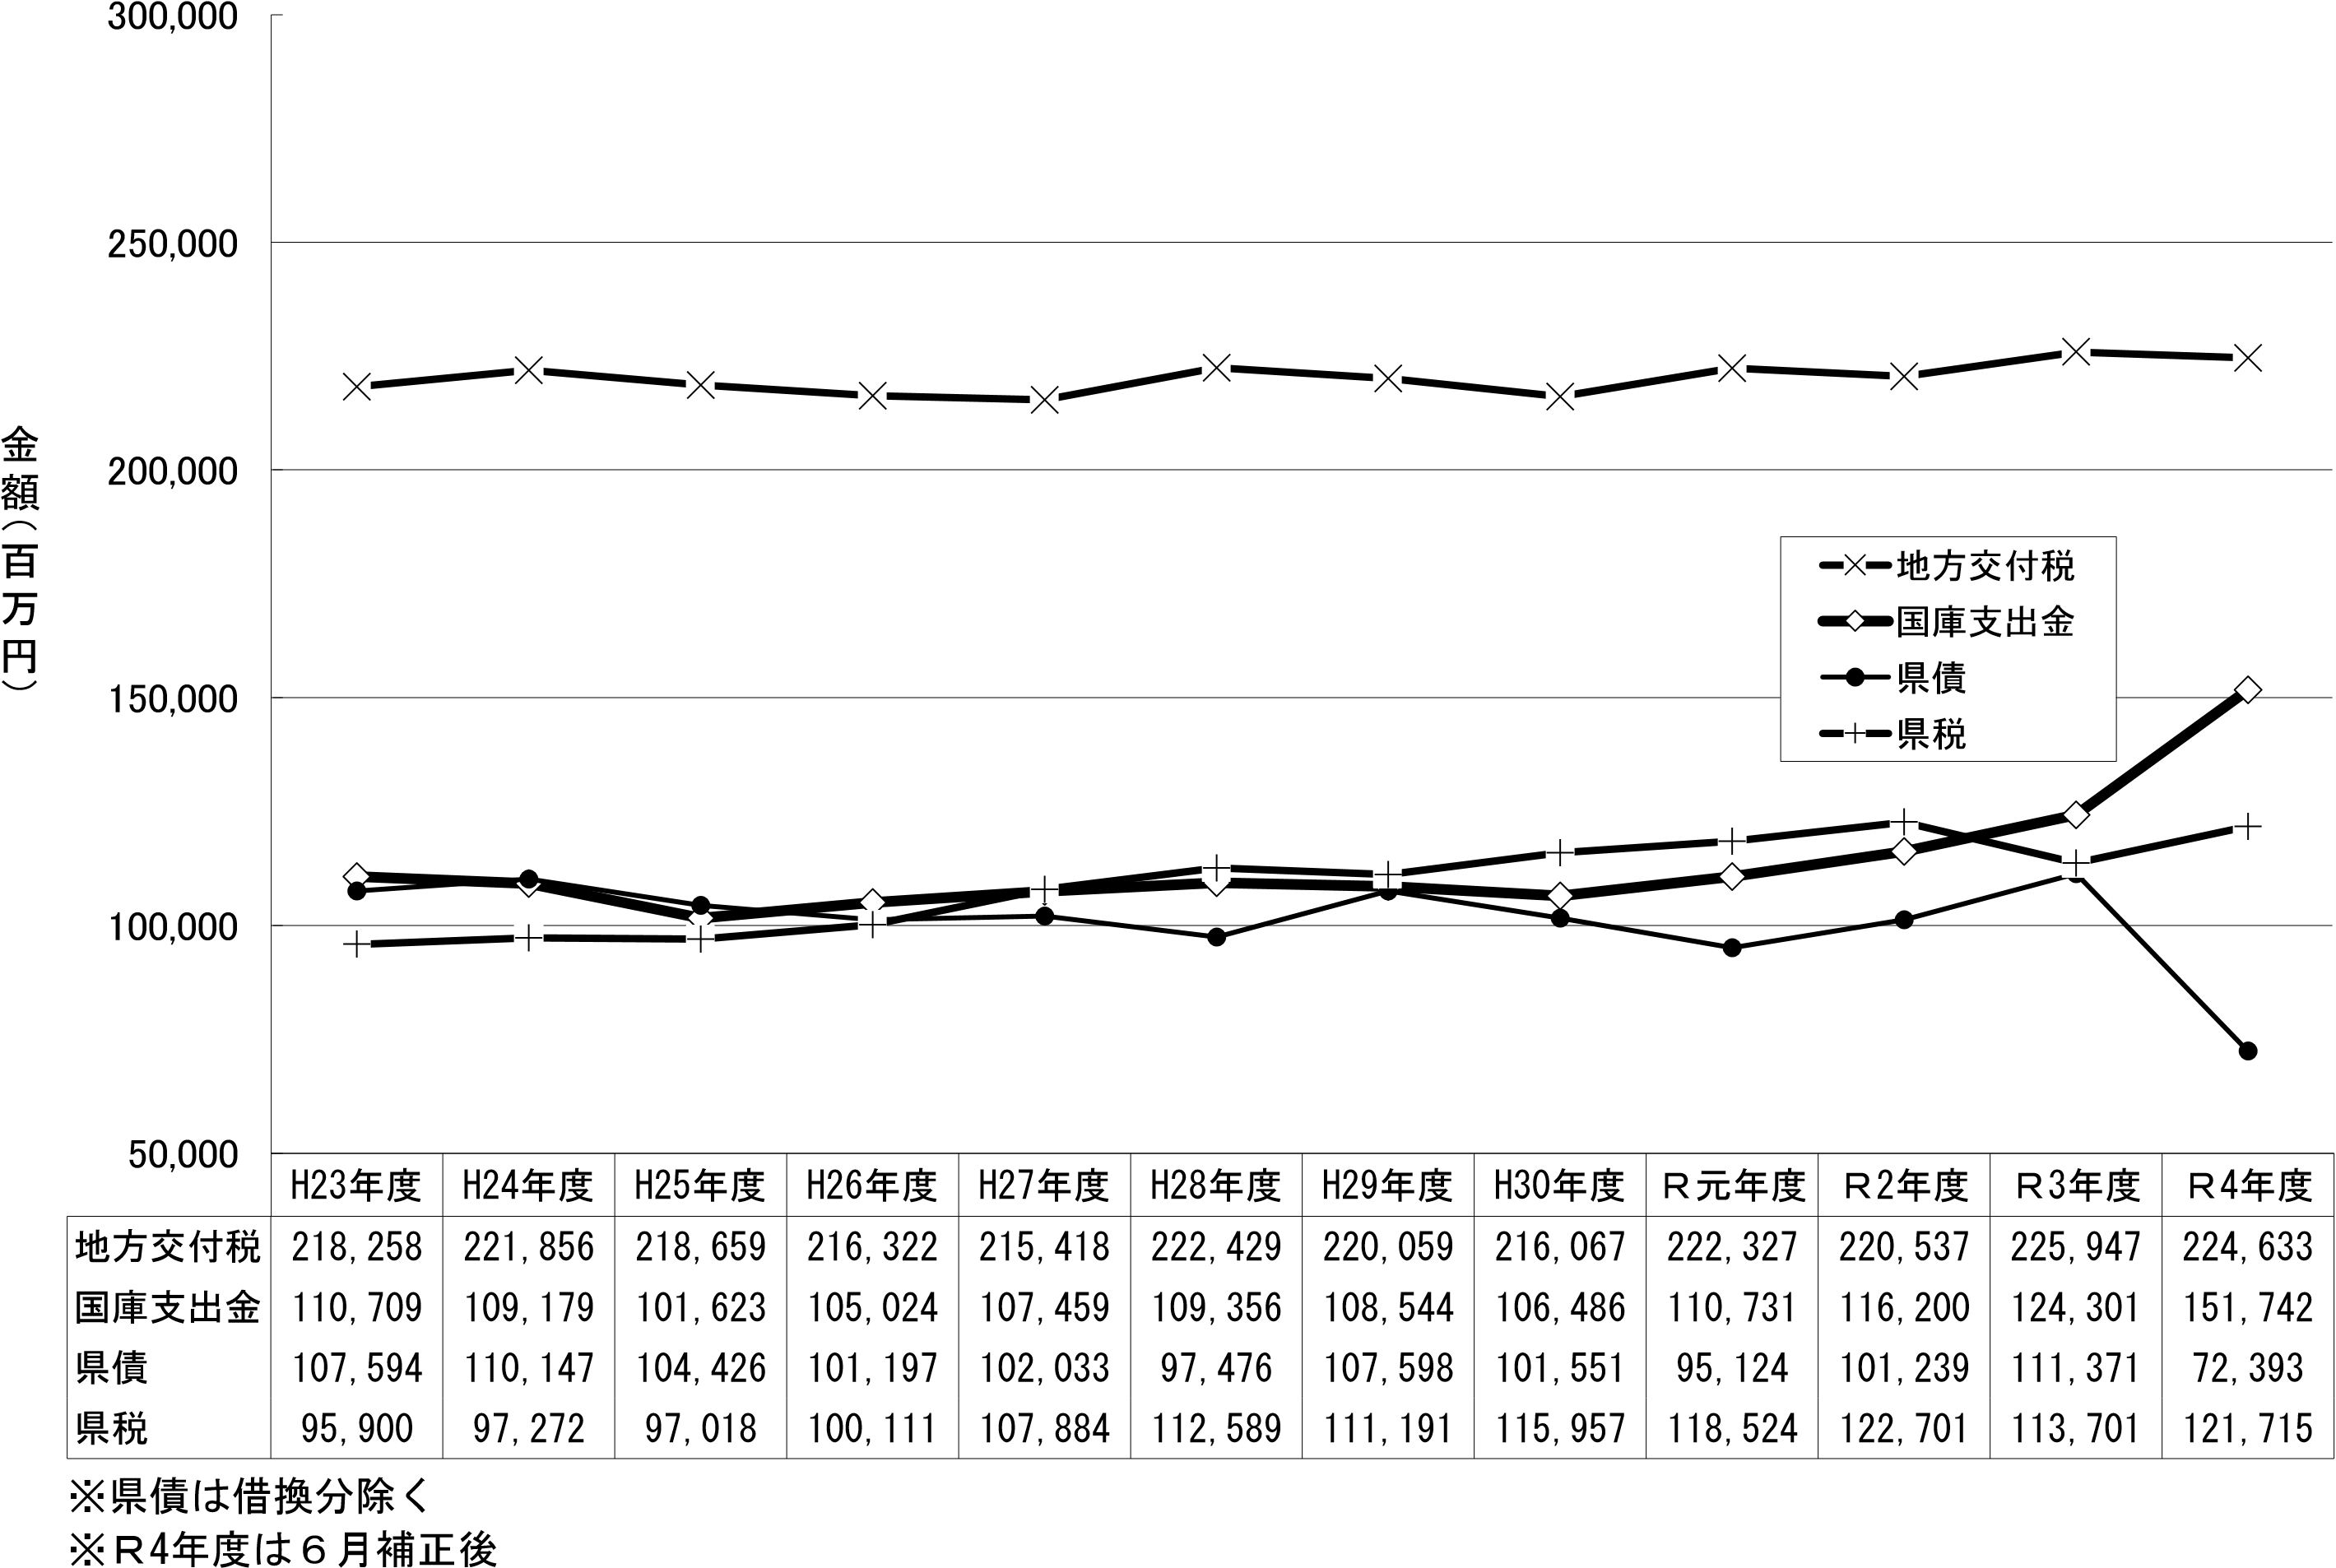 300,000
250,000
200,000
150,000
100,000
50,000
金額（百万円）
地方交付税
国庫支出金
県債
県税
H23年度 H24年度 H25年度 H26年度 H27年度 H28年度 H29年度 H30年度 Ｒ元年度 Ｒ2年度 Ｒ3年度 Ｒ4年度
地方交付税 218,258 221,856 218,659 216,322 215,418 222,429 220,059 216,067 222,327 220,537 225,947 224,633
国庫支出金 110,709 109,179 101,623 105,024 107,459 109,356 108,544 106,486 110,731 116,200 124,301 151,742
県債 107,594 110,147 104,426 101,197 102,033 97,476 107,598 101,551 95,124 101,239 111,371 72,393
県税 95,900 97,272 97,018 100,111 107,884 112,589 111,191 115,957 118,524 122,701 113,701 121,715
※県債は借換分除く
※Ｒ4年度は６月補正後